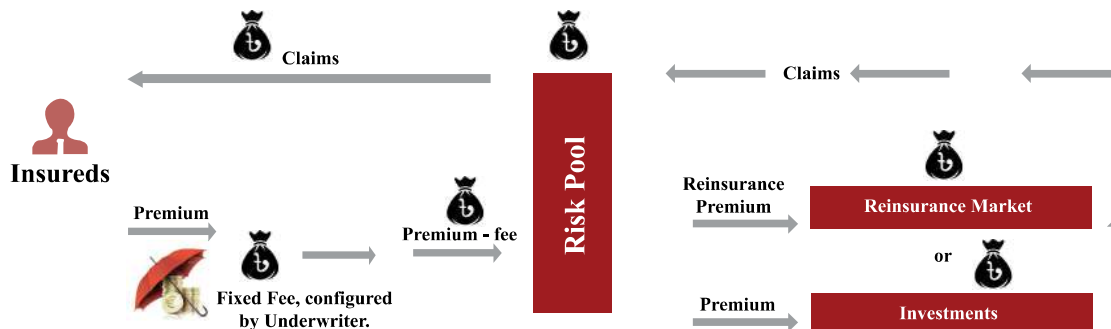 Claims
Claims
Insureds
Risk Pool
Premium
Premium - fee
Fixed Fee, configured
by Underwriter.
Reinsurance
Premium
Reinsurance Market
or
Premium
Investments
৳
৳
৳
৳
৳
৳